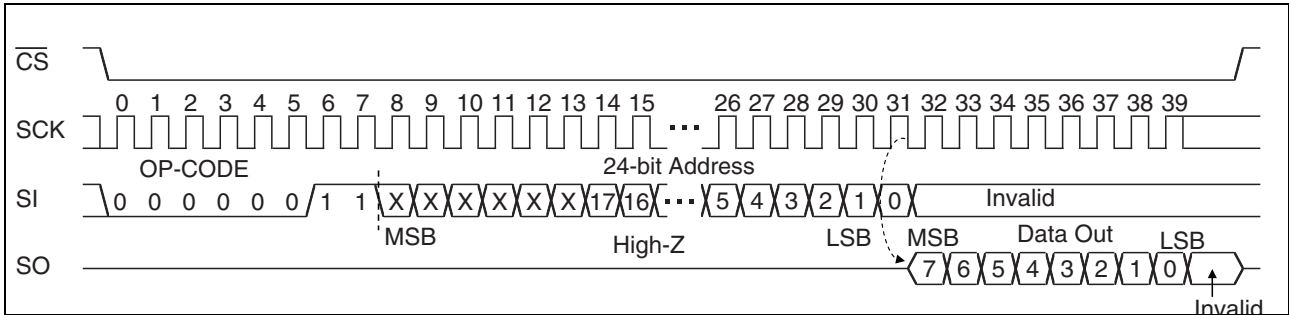 CS
0 1 2 3 4 5 6 7 8 9 10 11 12 13 14 15 26 27 28 29 30 31 32 33 34 35 36 37 38 39
SCK
OP-CODE 24-bit Address
SI 0 0 0 0 0 0 1 1 X X X X X X 17 16 5 4 3 2 1 0 Invalid
MSB High-Z LSB MSB Data Out LSB
SO 7 6 5 4 3 2 1 0
Invalid